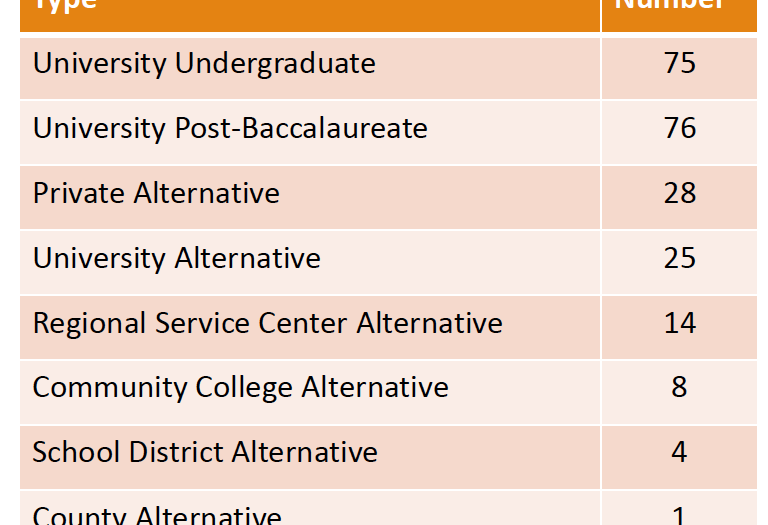 Type Number
University Undergraduate 75
University Post-Baccalaureate 76
Private Alternative 28
University Alternative 25
Regional Service Center Alternative 14
Community College Alternative 8
School District Alternative 4
County Alternative 1